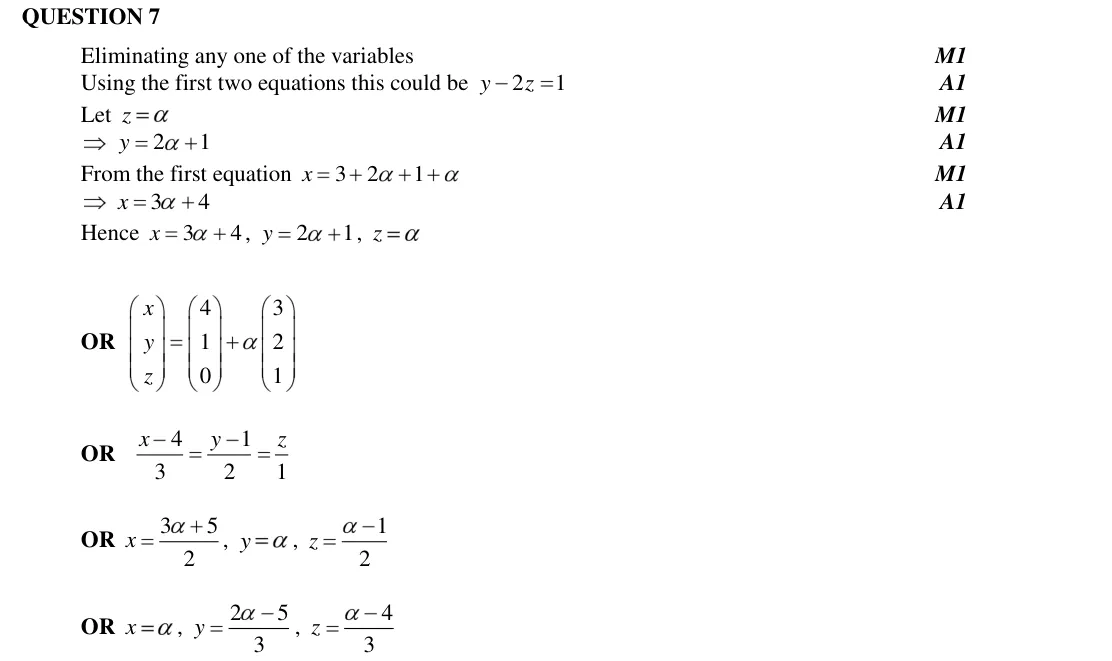 QUESTION 7
Eliminating any one of the variables M1
Using the first two equations this could be y − 2z = 1 A1
Let z = α M1
⇒ y = 2α + 1 A1
From the first equation x = 3 + 2α + 1 + α M1
⇒ x = 3α + 4 A1
Hence x = 3α + 4, y = 2α + 1, z = α
OR (x y z) = (4 1 0) + α (3 2 1)
OR (x − 4)/3 = (y − 1)/2 = z/1
OR x = (3α + 5)/2, y = α, z = (α − 1)/2
OR x = α, y = (2α − 5)/3, z = (α − 4)/3